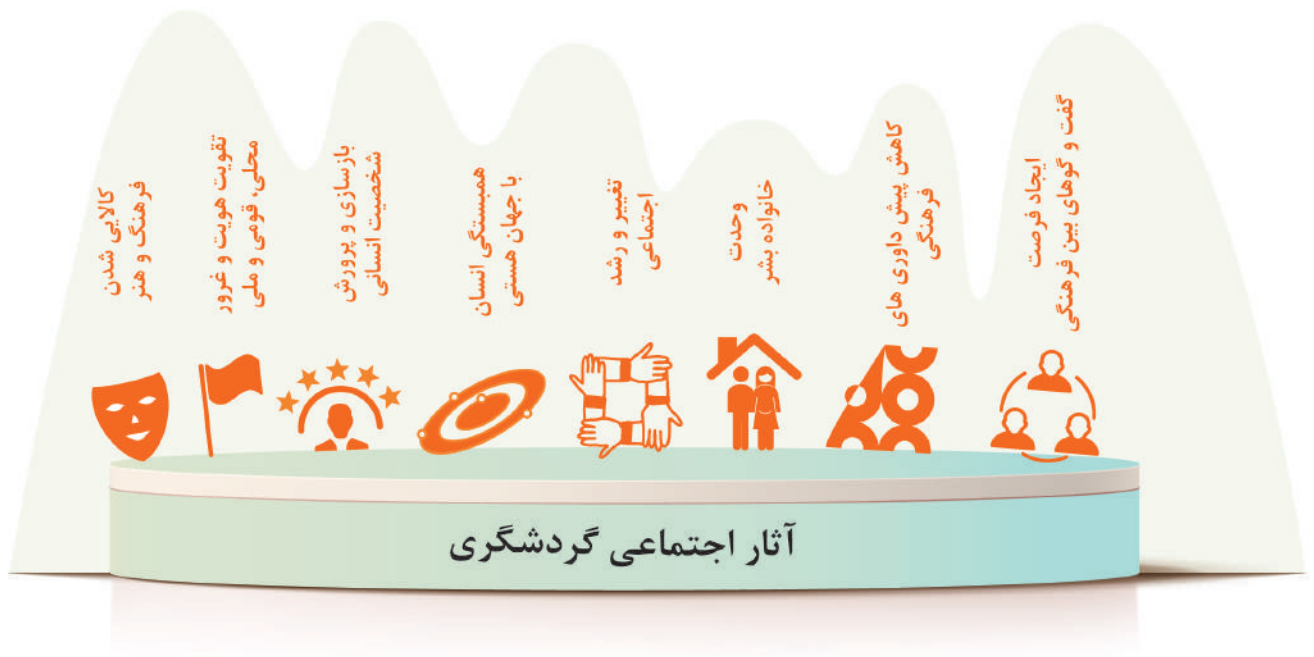 ایجاد فرصت
گفت و گوهای بین فرهنگی
کاهش پیش داوری های
فرهنگی
وحدت
خانواده بشر
تغییر و رشد
اجتماعی
همبستگی انسان
با جهان هستی
بازسازی و پرورش
شخصیت انسانی
تقویت هویت و غرور
محلی، قومی و ملی
کالایی شدن
فرهنگ و هنر
آثار اجتماعی گردشگری